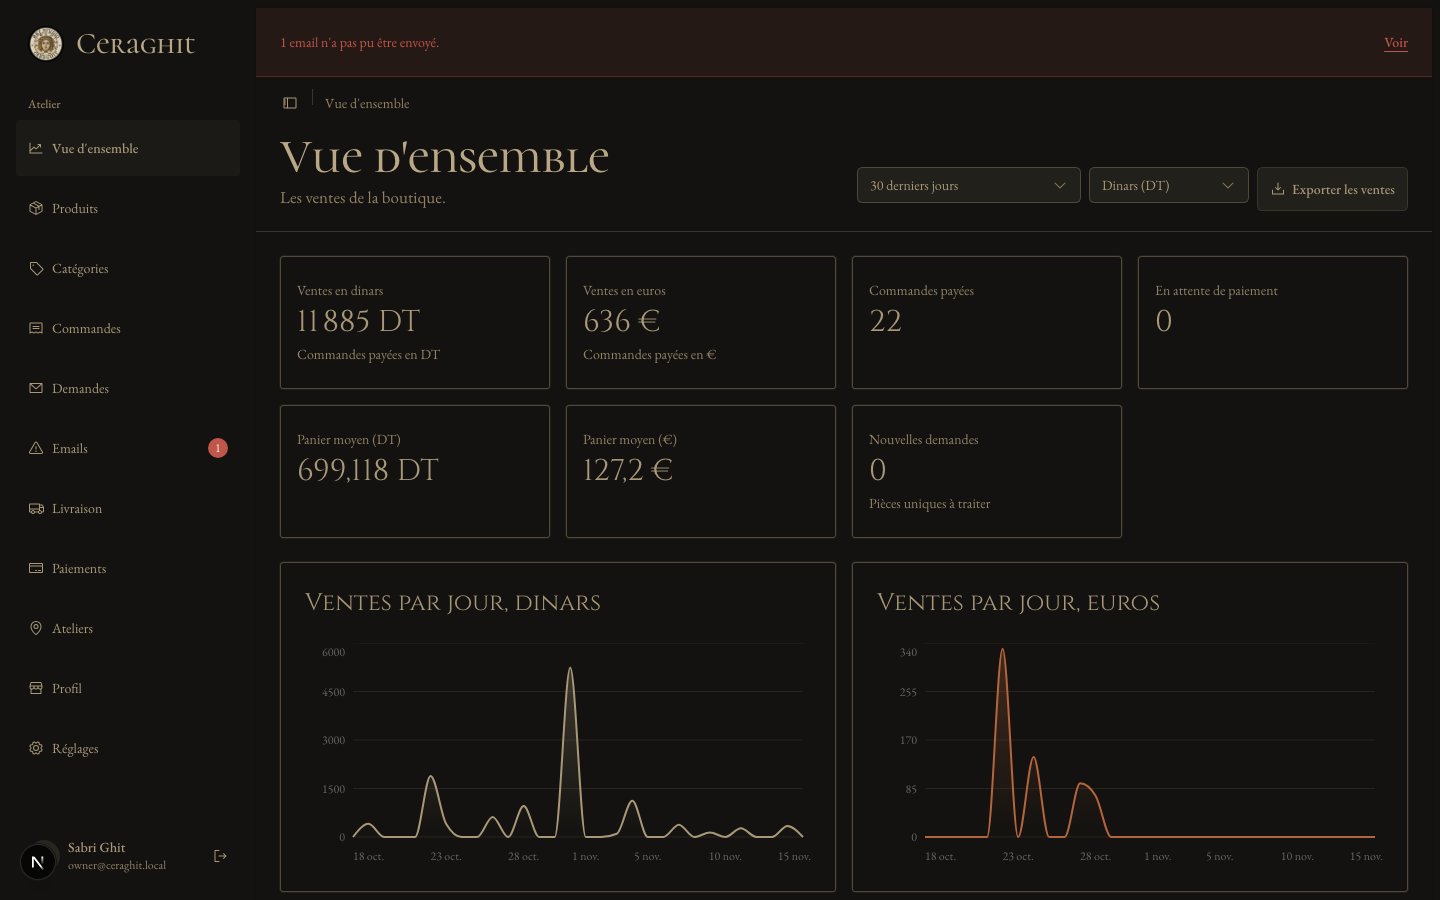 Ceraghit
Atelier
Vue d'ensemble
Produits
Catégories
Commandes
Demandes
Emails
1
Livraison
Paiements
Ateliers
Profil
Réglages
N
Sabri Ghit
owner@ceraghit.local
1 email n'a pas pu être envoyé.
Voir
Vue d'ensemble
Vue d'ensemble
Les ventes de la boutique.
30 derniers jours
Dinars (DT)
Exporter les ventes
Ventes en dinars
11 885 DT
Commandes payées en DT
Ventes en euros
636 €
Commandes payées en €
Commandes payées
22
En attente de paiement
0
Panier moyen (DT)
699,118 DT
Panier moyen (€)
127,2 €
Nouvelles demandes
0
Pièces uniques à traiter
Ventes par jour, dinars
6000
4500
3000
1500
0
18 oct. 23 oct. 28 oct. 1 nov. 5 nov. 10 nov. 15 nov.
Ventes par jour, euros
340
255
170
85
0
18 oct. 23 oct. 28 oct. 1 nov. 5 nov. 10 nov. 15 nov.